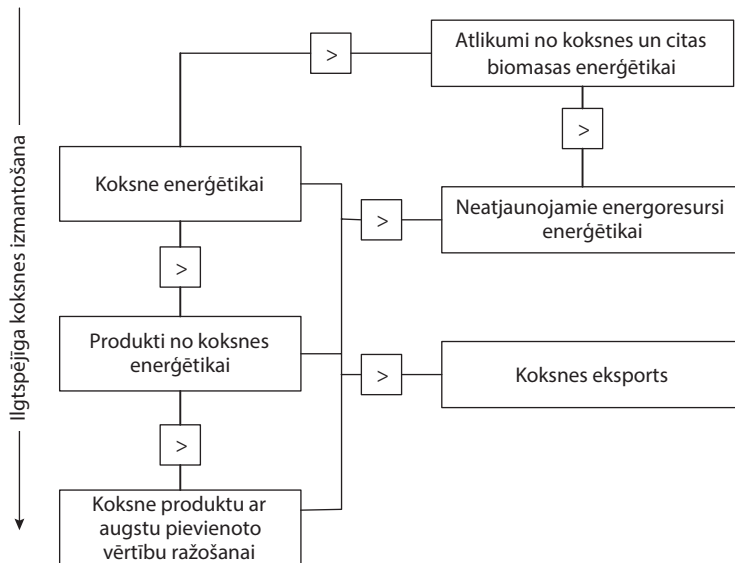 Ilgtspējīga koksnes izmantošana
>
Atlikumi no koksnes un citas
biomasas enerģētikai
>
Koksne enerģētikai
>
Neatjaunojamie energoresursi
enerģētikai
>
Produkti no koksnes
enerģētikai
>
Koksnes eksports
>
Koksne produktu ar
augstu pievienoto
vērtību ražošanai